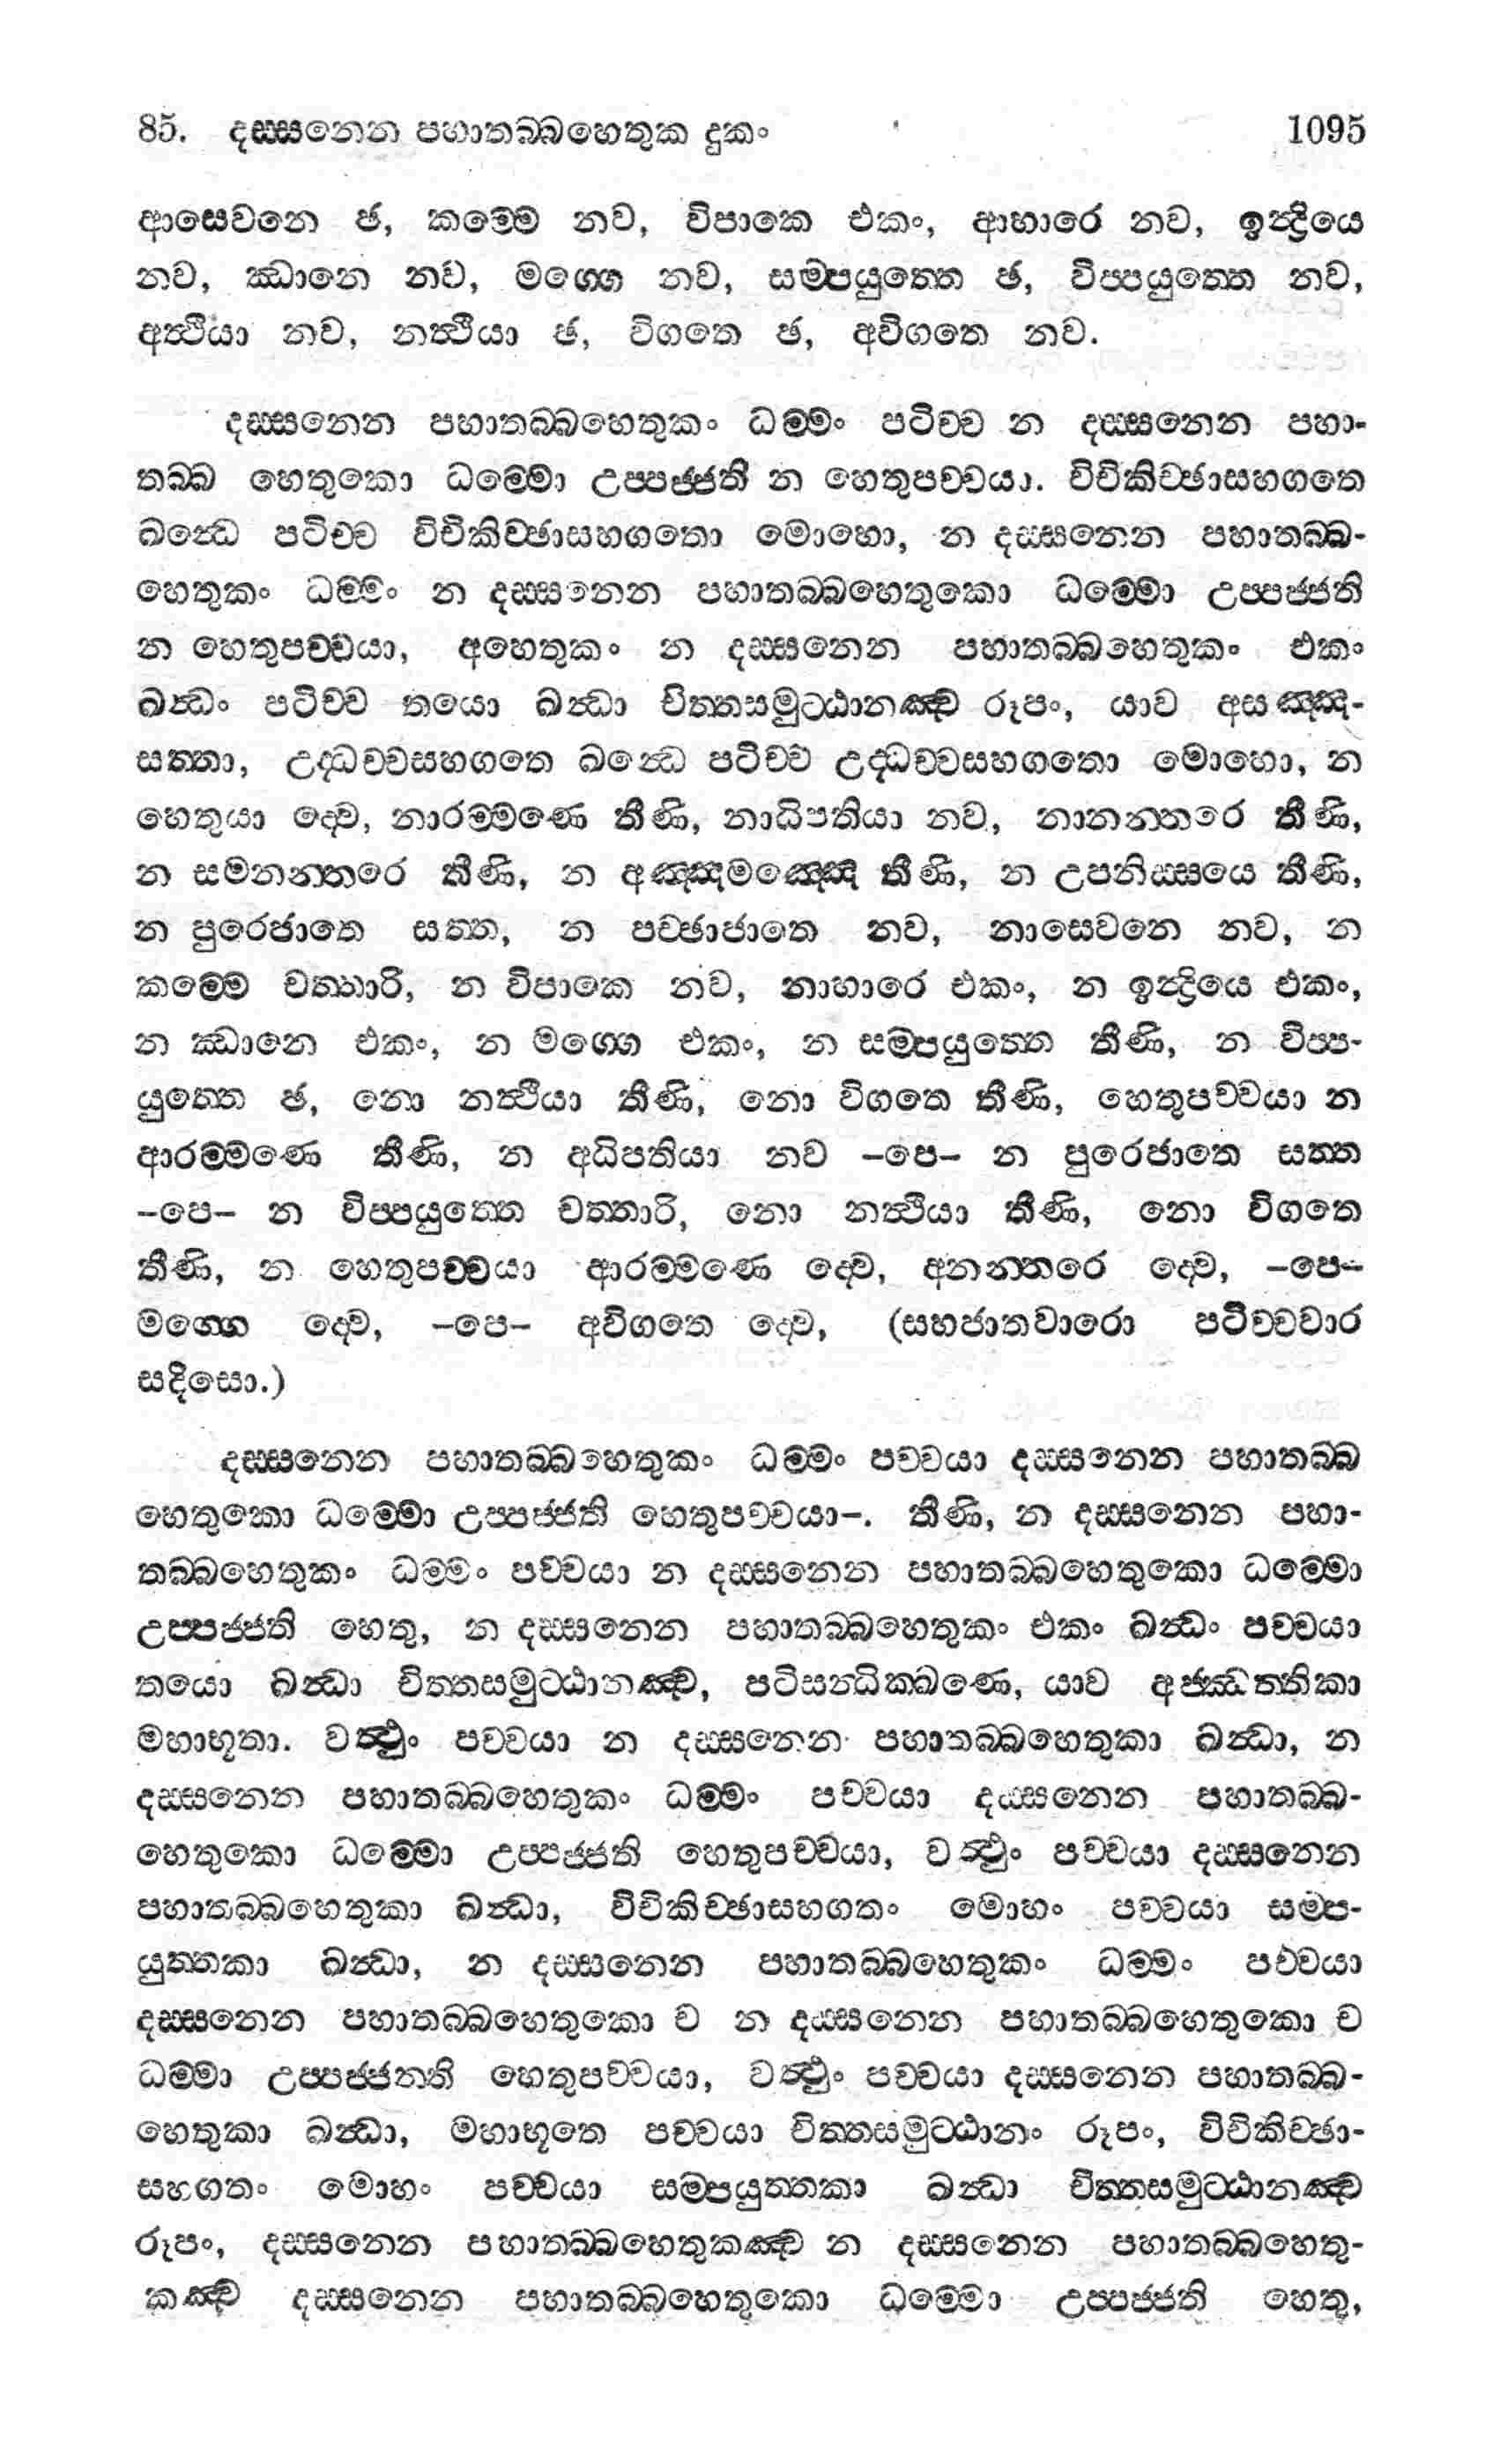 85. දස‍්සනෙන පහාතබ‍්බහෙතුක දුකං 1095
ආසෙවනෙ ඡ, කම‍්මෙ නව, විපාකෙ එකං, ආහාරෙ නව, ඉන්‍ද්‍රියෙ
නව, ඣානෙ නව, මග‍්ගෙ නව, සම‍්පයුත‍්තෙ ඡ, විප‍්පයුත‍්තෙ නව,
අත්‍ථියා නව, නත්‍ථියා ඡ, විගතෙ ඡ, අවිගතෙ නව.
දස‍්සනෙන පහාතබ‍්බහෙතුකං ධම‍්මං පටිච‍්ච න දස‍්සනෙන පහා-
තබ‍්බ හෙතුකො ධම‍්මො උප‍්පජ‍්ජති න හෙතුපච‍්චයා. විචිකිච‍්ඡාසහගතෙ
ඛන්‍ධෙ පටිච‍්ච විචිකිච‍්ඡාසහගතො මොහො, න දස‍්සනෙන පහාතබ‍්බ-
හෙතුකං ධම‍්මං න දස‍්සනෙන පහාතබ‍්බහෙතුකො ධම‍්මො උප‍්පජ‍්ජති
න හෙතුපච‍්චයා, අහෙතුකං න දස‍්සනෙන පහාතබ‍්බහෙතුකං එකං
ඛන්‍ධං පටිච‍්ච තයො ඛන්‍ධා චිත‍්තසමුට‍්ඨානඤ‍්ච රූපං, යාව අසඤ‍්ඤ-
සත‍්තා, උද‍්ධච‍්චසහගතෙ ඛන්‍ධෙ පටිච‍්ච උද‍්ධච‍්චසහගතො මොහො, න
හෙතුයා ද‍්වෙ, නාරම‍්මණෙ තීණි, නාධිපතියා නව, නානන‍්තරෙ තීණි,
න සමනන‍්තරෙ තීණි, න අඤ‍්ඤමඤ‍්ඤෙ තීණි, න උපනිස‍්සයෙ තීණි,
න පුරෙජාතෙ සත‍්ත, න පච‍්ඡාජාතෙ නව, නාසෙවනෙ නව, න
කම‍්මෙ චත‍්තාරි, න විපාකෙ නව, නාහාරෙ එකං, න ඉන්‍ද්‍රියෙ එකං,
න ඣානෙ එකං, න මග‍්ගෙ එකං, න සම‍්පයුත‍්තෙ තීණි, න විප‍්ප-
යුත‍්තෙ ඡ, නො නත්‍ථියා තීණි, නො විගතෙ තීණි, හෙතුපච‍්චයා න
ආරම‍්මණෙ තීණි, න අධිපතියා නව –පෙ– න පුරෙජාතෙ සත‍්ත
–පෙ– න විප‍්පයුත‍්තෙ චත‍්තාරි, නො නත්‍ථියා තීණි, නො විගතෙ
තීණි, න හෙතුපච‍්චයා ආරම‍්මණෙ ද‍්වෙ, අනන‍්තරෙ ද‍්වෙ, –පෙ–
මග‍්ගෙ ද‍්වෙ, –පෙ– අවිගතෙ ද‍්වෙ, (සහජාතවාරො පටිච‍්චවාර
සදිසො.)
දස‍්සනෙන පහාතබ‍්බහෙතුකං ධම‍්මං පච‍්චයා දස‍්සනෙන පහාතබ‍්බ
හෙතුකො ධම‍්මො උප‍්පජ‍්ජති හෙතුපච‍්චයා–. තීණි, න දස‍්සනෙන පහා-
තබ‍්බහෙතුකං ධම‍්මං පච‍්චයා න දස‍්සනෙන පහාතබ‍්බහෙතුකො ධම‍්මො
උප‍්පජ‍්ජති හෙතු, න දස‍්සනෙන පහාතබ‍්බහෙතුකං එකං ඛන්‍ධං පච‍්චයා
තයො ඛන්‍ධා චිත‍්තසමුට‍්ඨානඤ‍්ච, පටිසන්‍ධික‍්ඛණෙ, යාව අජ‍්ඣත‍්තිකා
මහාභූතා. වත්‍ථුං පච‍්චයා න දස‍්සනෙන පහාතබ‍්බහෙතුකා ඛන්‍ධා, න
දස‍්සනෙන පහාතබ‍්බහෙතුකං ධම‍්මං පච‍්චයා දස‍්සනෙන පහාතබ‍්බ-
හෙතුකො ධම‍්මො උප‍්පජ‍්ජති හෙතුපච‍්චයා, වත්‍ථුං පච‍්චයා දස‍්සනෙන
පහාතබ‍්බහෙතුකා ඛන්‍ධා, විචිකිච‍්ඡාසහගතං මොහං පච‍්චයා සම‍්ප-
යුත‍්තකා ඛන්‍ධා, න දස‍්සනෙන පහාතබ‍්බහෙතුකං ධම‍්මං පච‍්චයා
දස‍්සනෙන පහාතබ‍්බහෙතුකො ච න දස‍්සනෙන පහාතබ‍්බහෙතුකො ච
ධම‍්මා උප‍්පජ‍්ජන‍්ති හෙතුපච‍්චයා, වත්‍ථුං පච‍්චයා දස‍්සනෙන පහාතබ‍්බ-
හෙතුකා ඛන්‍ධා, මහාභූතෙ පච‍්චයා චිත‍්තසමුට‍්ඨානං රූපං, විචිකිච‍්ඡා-
සහගතං මොහං පච‍්චයා සම‍්පයුත‍්තකා ඛන්‍ධා චිත‍්තසමුට‍්ඨානඤ‍්ච
රූපං, දස‍්සනෙන පහාතබ‍්බහෙතුකඤ‍්ච න දස‍්සනෙන පහාතබ‍්බහෙතු-
කඤ‍්ච දස‍්සනෙන පහාතබ‍්බහෙතුකො ධම‍්මො උප‍්පජ‍්ජති හෙතු,